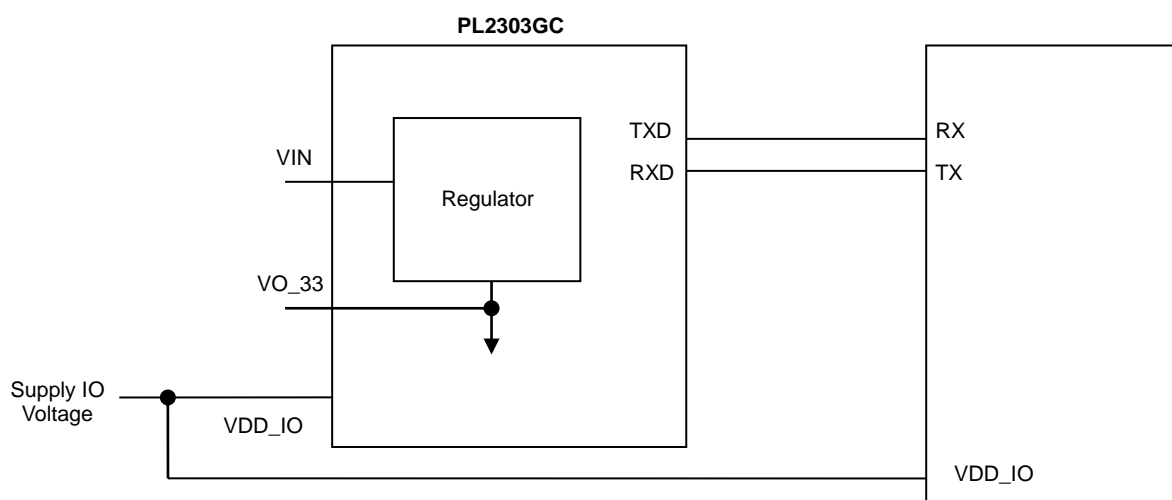 PL2303GC
TXD
RX
VIN
RXD
TX
Regulator
VO_33
Supply IO
Voltage
VDD_IO
VDD_IO